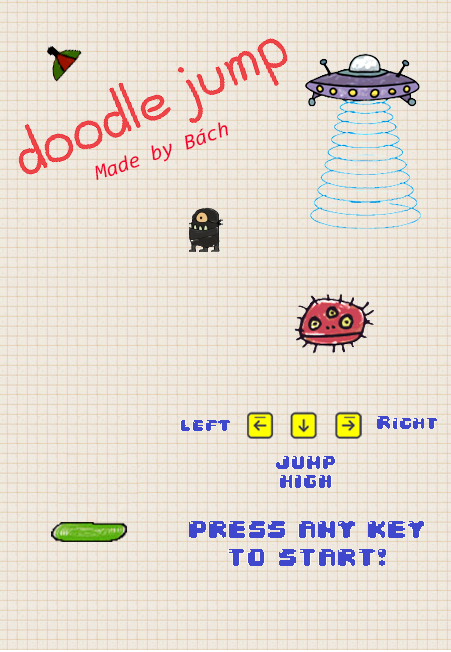 doodle jump
Made by Bách
LEFT
RIGHT
JUMP
HIGH
PRESS ANY KEY
TO START!